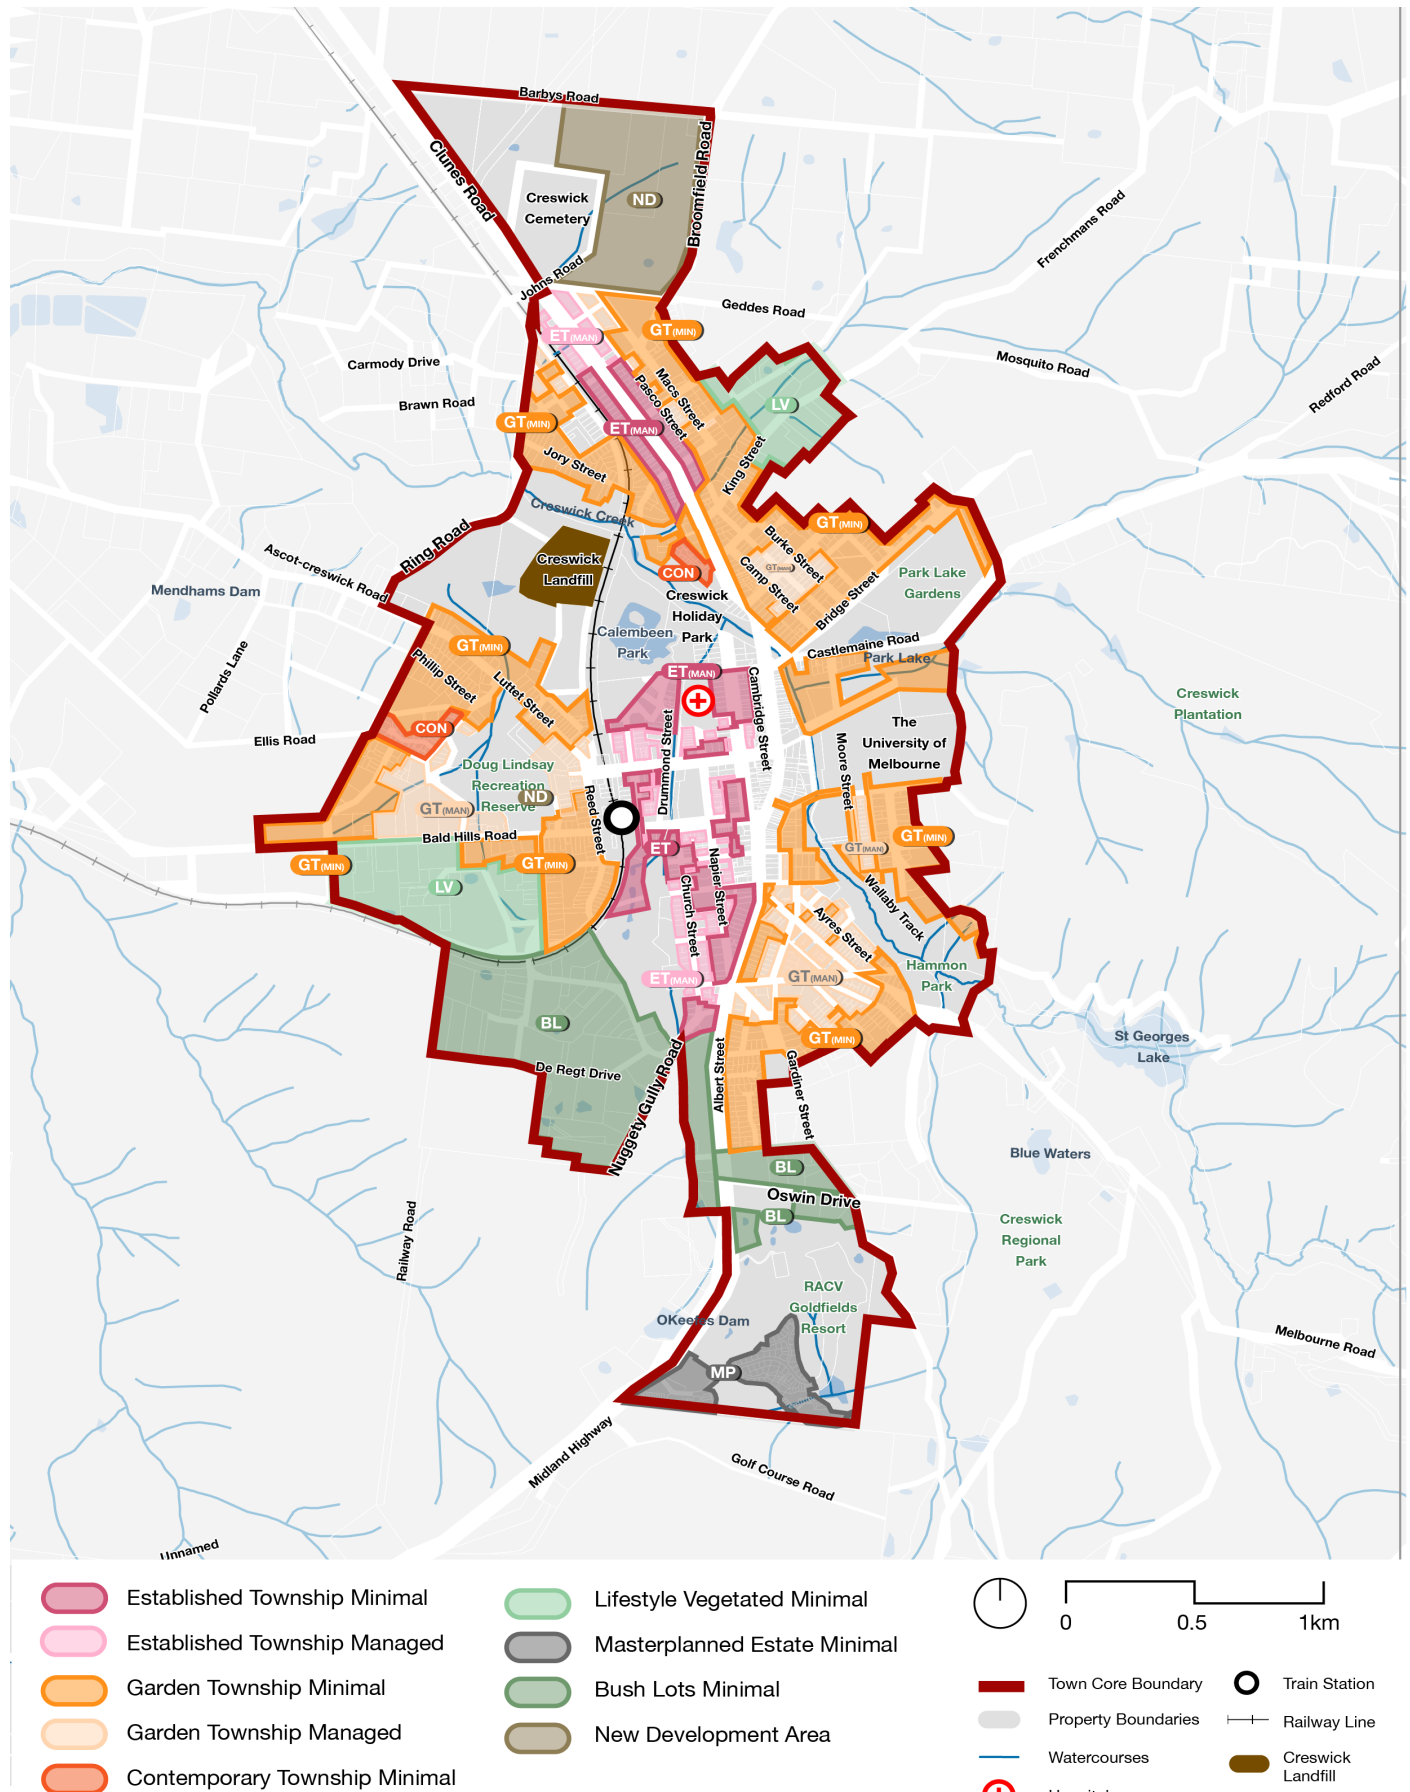 Barbys Road
Clunes Road
Broomfield Road
Creswick
Cemetery
ND
Johns Road
Geddes Road
Frenchmans Road
ET(MAN)
GT(MIN)
Mosquito Road
Redford Road
Carmody Drive
Macs Street
Pasco Street
LV
Brawn Road
GT(MIN)
ET(MAN)
King Street
Jory Street
Creswick Creek
GT(MIN)
Ring Road
Ascot-creswick Road
Creswick
Landfill
Burke Street
GT(MAN)
Camp Street
Bridge Street
CON
Park Lake
Gardens
Mendhams Dam
Creswick
Holiday
Park
Calembeen
Park
Castlemaine Road
Park Lake
GT(MIN)
Phillip Street
Luttet Street
Pollards Lane
ET(MAN)
Cambridge Street
Creswick
Plantation
Ellis Road
CON
Drummond Street
The
University of
Melbourne
Moore Street
Doug Lindsay
Recreation
Reserve
ND
GT(MAN)
Reed Street
Bald Hills Road
GT(MIN)
GT(MIN)
ET
GT(MAN)
GT(MIN)
LV
Napier Street
Church Street
Wallaby Track
Ayres Street
ET(MAN)
GT(MAN)
Hammon
Park
BL
GT(MIN)
St Georges
Lake
De Regt Drive
Nuggety Gully Road
Albert Street
Gardiner Street
Blue Waters
BL
Oswin Drive
BL
Creswick
Regional
Park
Railway Road
RACV
Goldfields
Resort
OKeefes Dam
Melbourne Road
MP
Midland Highway
Golf Course Road
Unnamed
Established Township Minimal
Established Township Managed
Garden Township Minimal
Garden Township Managed
Contemporary Township Minimal
Lifestyle Vegetated Minimal
Masterplanned Estate Minimal
Bush Lots Minimal
New Development Area
0 0.5 1km
Town Core Boundary
Property Boundaries
Watercourses
Train Station
Railway Line
Creswick
Landfill